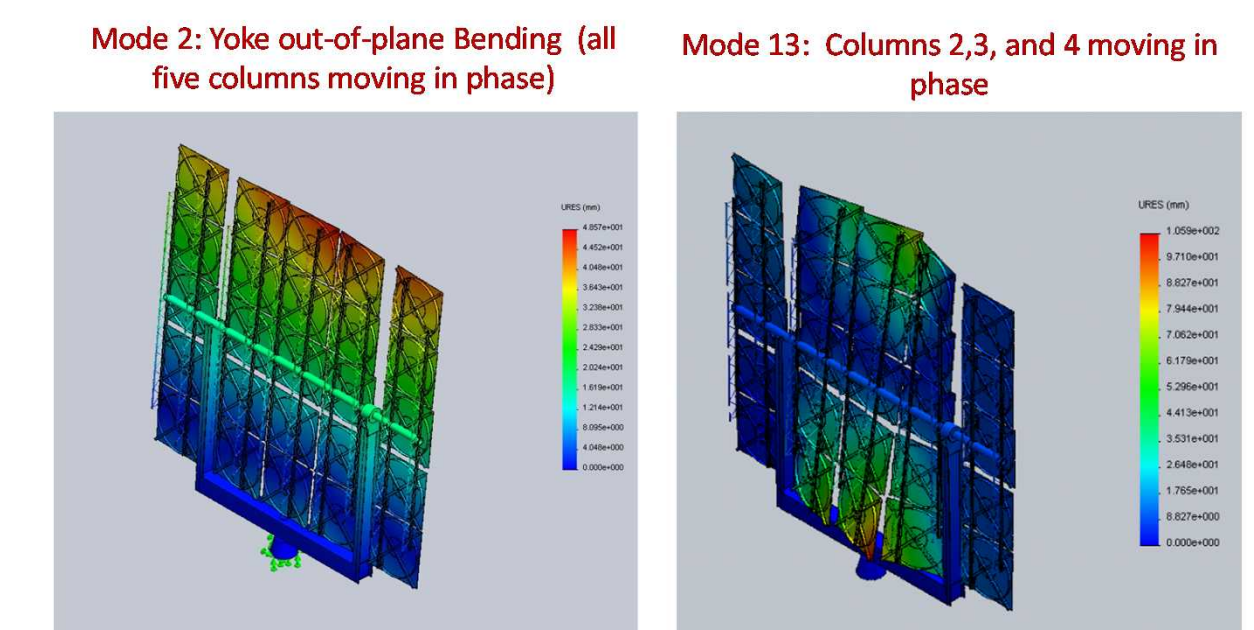 Mode 2: Yoke out-of-plane Bending (all
five columns moving in phase)
Mode 13: Columns 2,3, and 4 moving in
phase
URES (mm)
4.857e+001
4.452e+001
4.048e+001
3.643e+001
3.238e+001
2.833e+001
2.429e+001
2.024e+001
1.619e+001
1.214e+001
8.095e+000
4.048e+000
0.000e+000
URES (mm)
1.059e+002
9.710e+001
8.827e+001
7.944e+001
7.062e+001
6.179e+001
5.296e+001
4.413e+001
3.531e+001
2.648e+001
1.765e+001
8.827e+000
0.000e+000